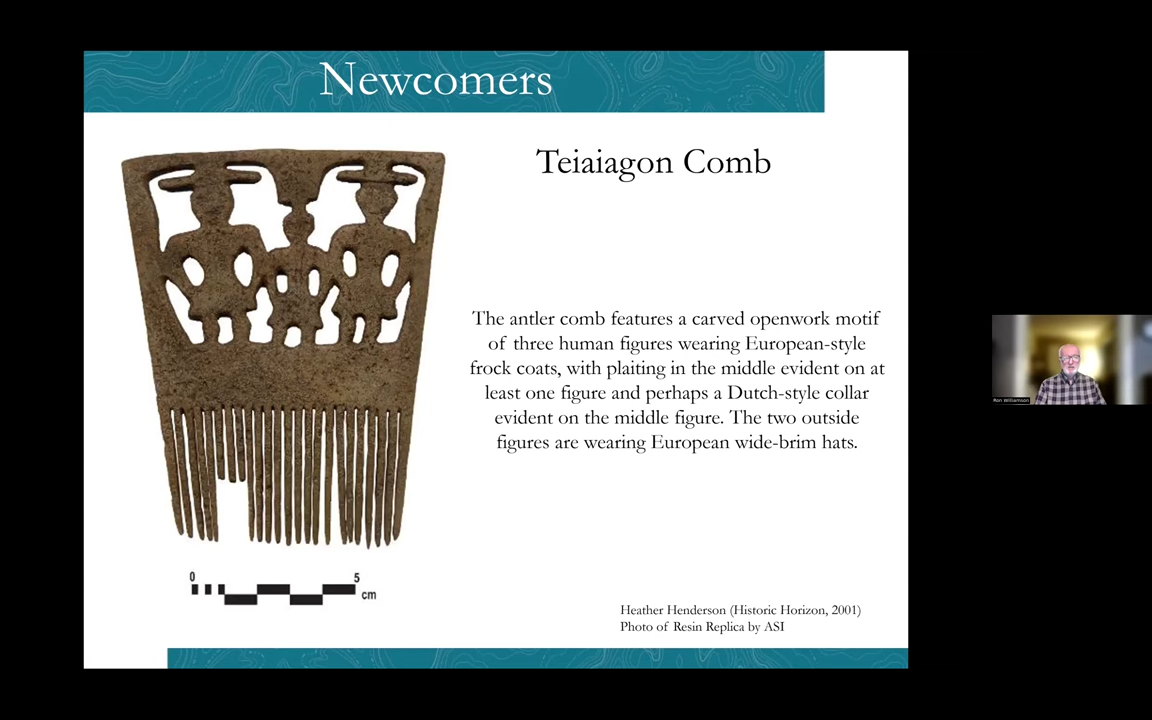 Newcomers
Teiaiagon Comb
The antler comb features a carved openwork motif
of three human figures wearing European-style
frock coats, with plaiting in the middle evident on at
least one figure and perhaps a Dutch-style collar
evident on the middle figure. The two outside
figures are wearing European wide-brim hats.
0 5
cm
Heather Henderson (Historic Horizon, 2001)
Photo of Resin Replica by ASI
Ron Williamson